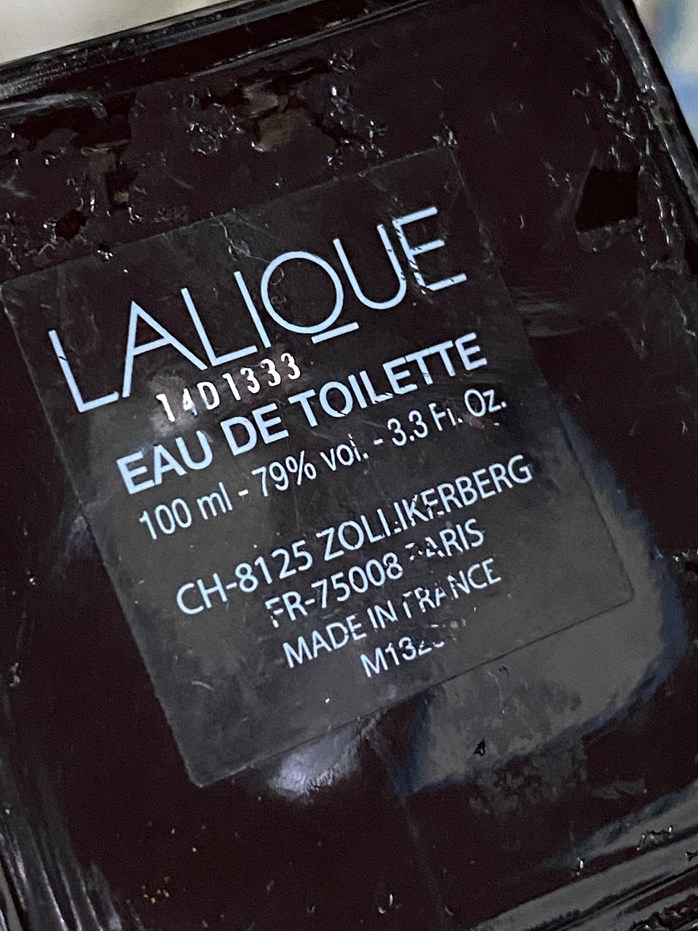 LALIQUE
14D1333
EAU DE TOILETTE
100 ml - 79% vol. - 3.3 Fl. Oz.
CH-8125 ZOLLIKERBERG
FR-75008 PARIS
MADE IN FRANCE